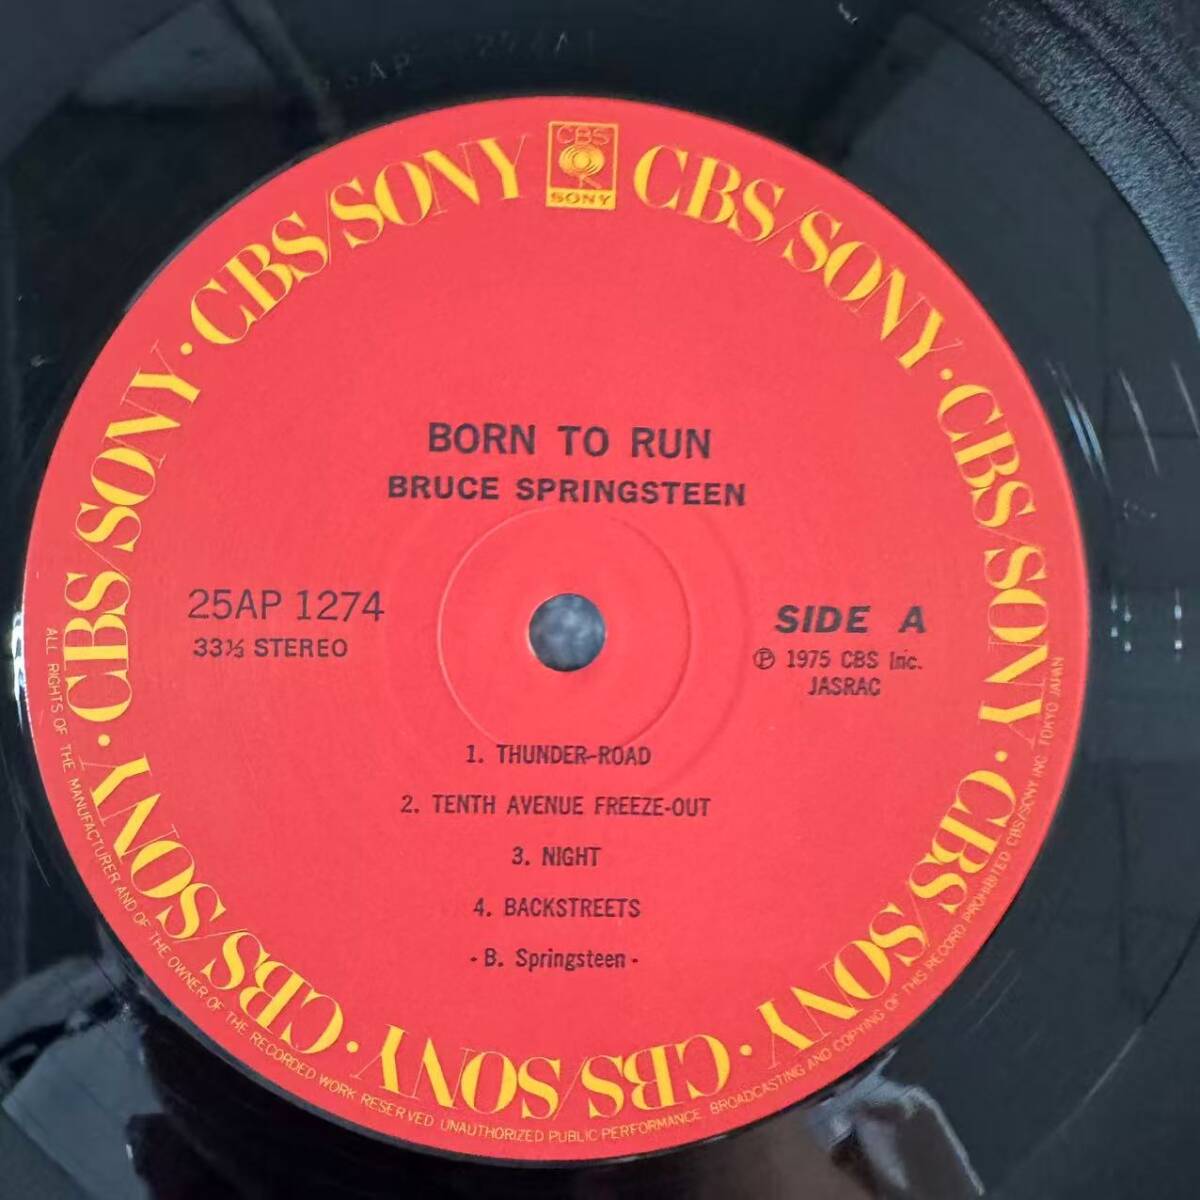 CBS
SONY
CBS/SONY · CBS/SONY · CBS/SONY · CBS/SONY · CBS/SONY · CBS/SONY · CBS/SONY · CBS/SONY
BORN TO RUN
BRUCE SPRINGSTEEN
25AP 1274
33⅓ STEREO
SIDE A
Ⓟ 1975 CBS Inc.
JASRAC
1. THUNDER-ROAD
2. TENTH AVENUE FREEZE-OUT
3. NIGHT
4. BACKSTREETS
- B. Springsteen -
ALL RIGHTS OF THE MANUFACTURER AND OF THE OWNER OF THE RECORDED WORK RESERVED UNAUTHORIZED PUBLIC PERFORMANCE BROADCASTING AND COPYING OF THIS RECORD PROHIBITED CBS/SONY INC TOKYO JAPAN